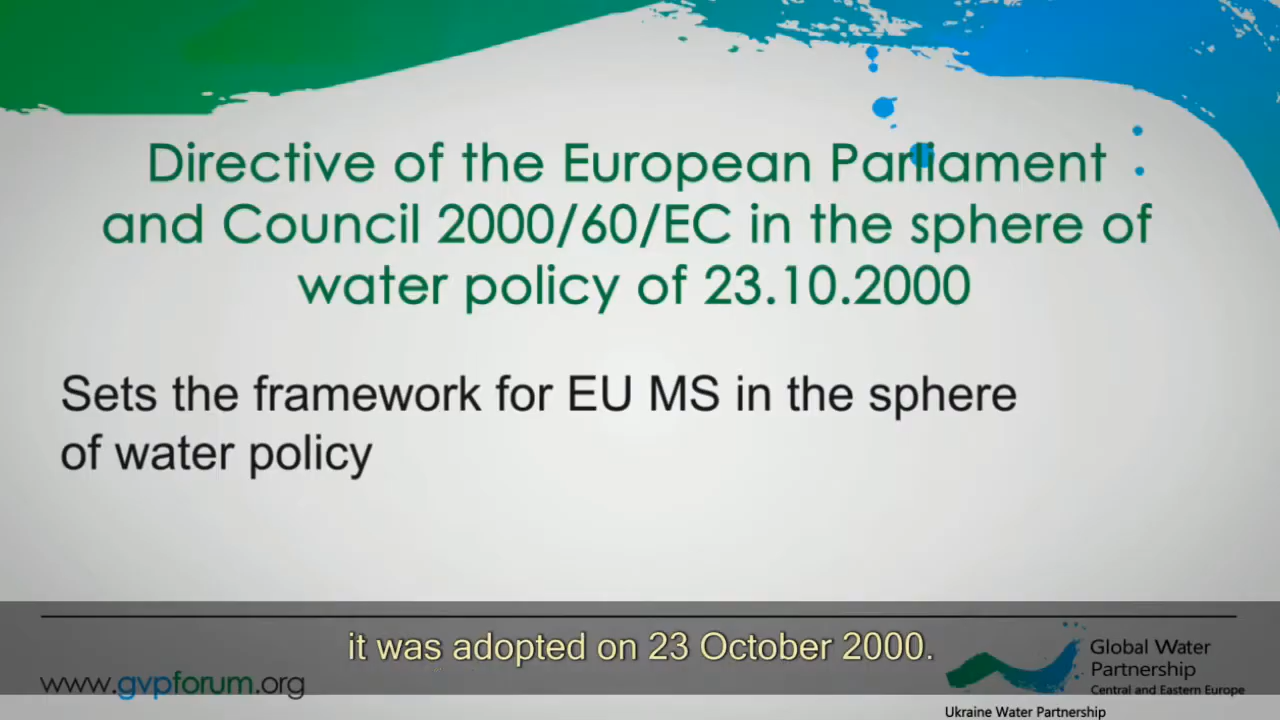 Directive of the European Parliament
and Council 2000/60/EC in the sphere of
water policy of 23.10.2000
Sets the framework for EU MS in the sphere
of water policy
it was adopted on 23 October 2000.
www.gvpforum.org
Global Water
Partnership
Central and Eastern Europe
Ukraine Water Partnership